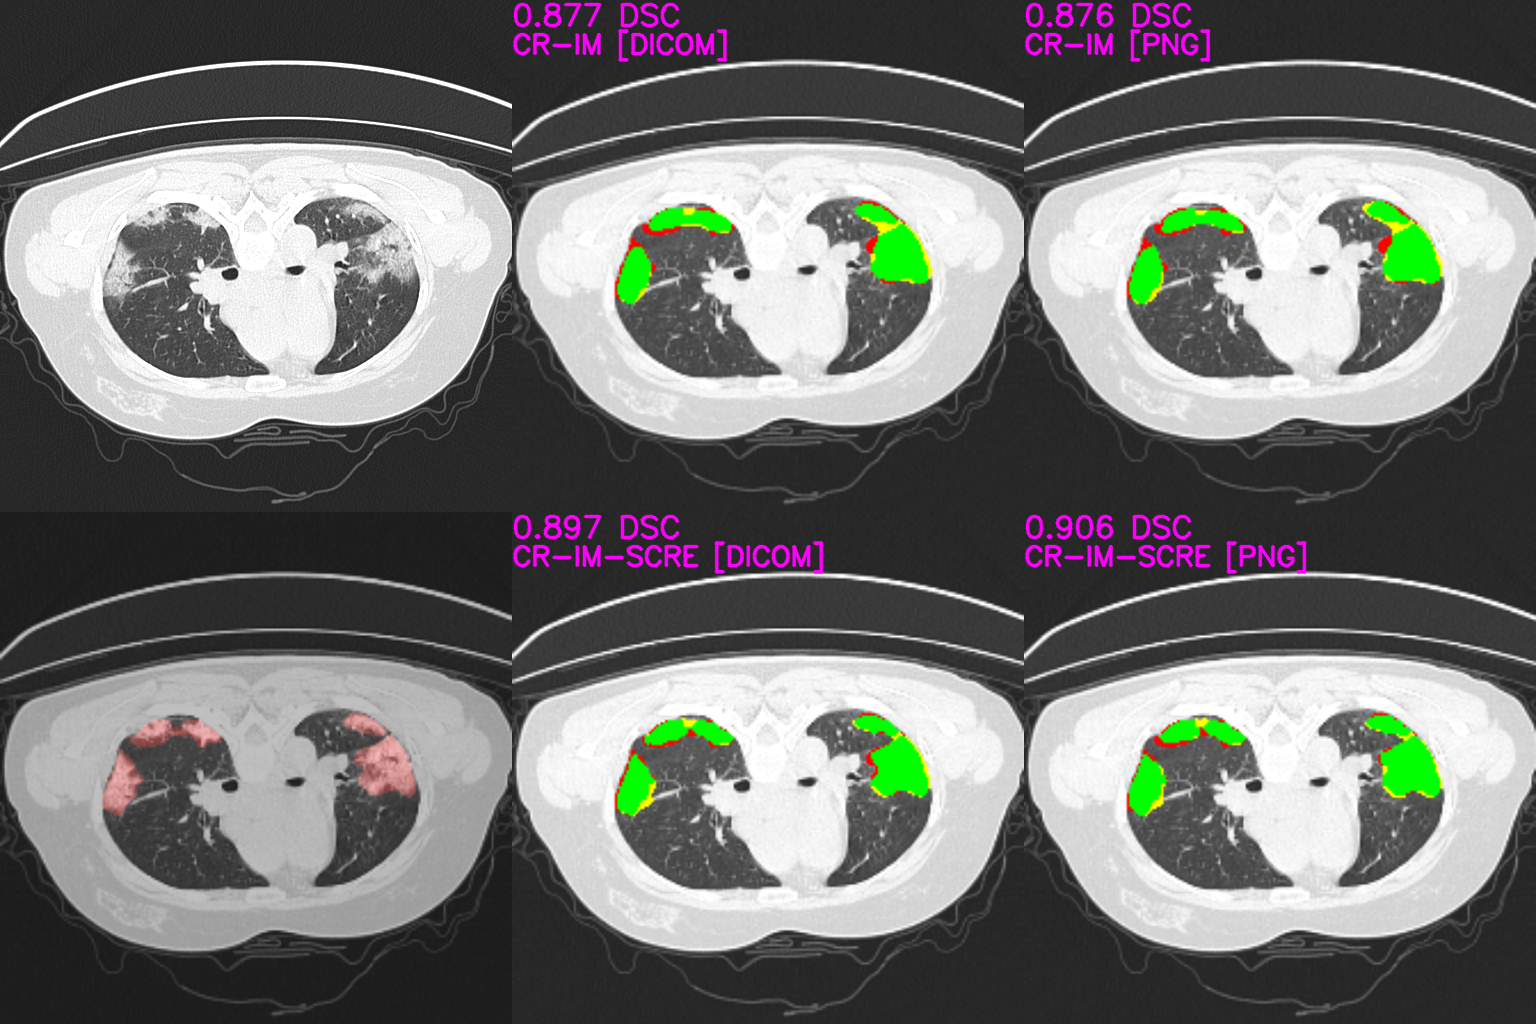 0.877 DSC
CR-IM [DICOM]
0.876 DSC
CR-IM [PNG]
0.897 DSC
CR-IM-SCRE [DICOM]
0.906 DSC
CR-IM-SCRE [PNG]